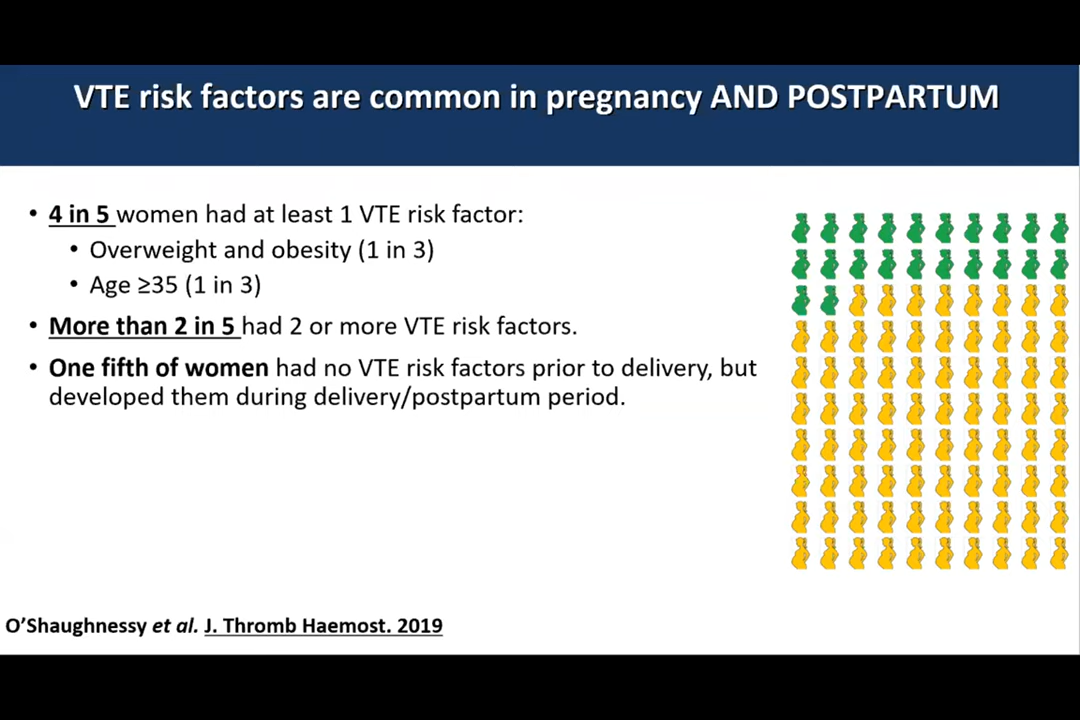 VTE risk factors are common in pregnancy AND POSTPARTUM
• 4 in 5 women had at least 1 VTE risk factor:
• Overweight and obesity (1 in 3)
• Age ≥35 (1 in 3)
• More than 2 in 5 had 2 or more VTE risk factors.
• One fifth of women had no VTE risk factors prior to delivery, but
developed them during delivery/postpartum period.
O’Shaughnessy et al. J. Thromb Haemost. 2019